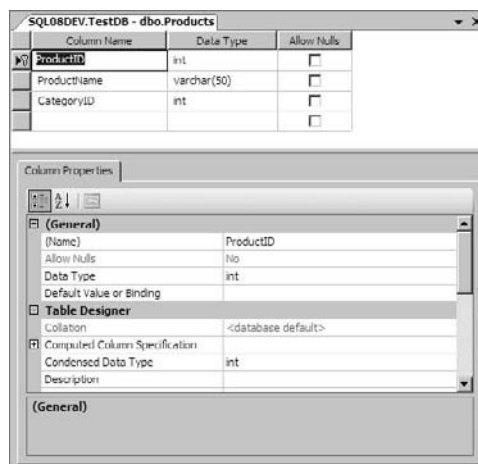 SQL08DEV.TestDB - dbo.Products
Column Name Data Type Allow Nulls
ProductID int
ProductName varchar(50)
CategoryID int
Column Properties
(General)
(Name) ProductID
Allow Nulls No
Data Type int
Default Value or Binding
Table Designer
Collation <database default>
Computed Column Specification
Condensed Data Type int
Description
(General)